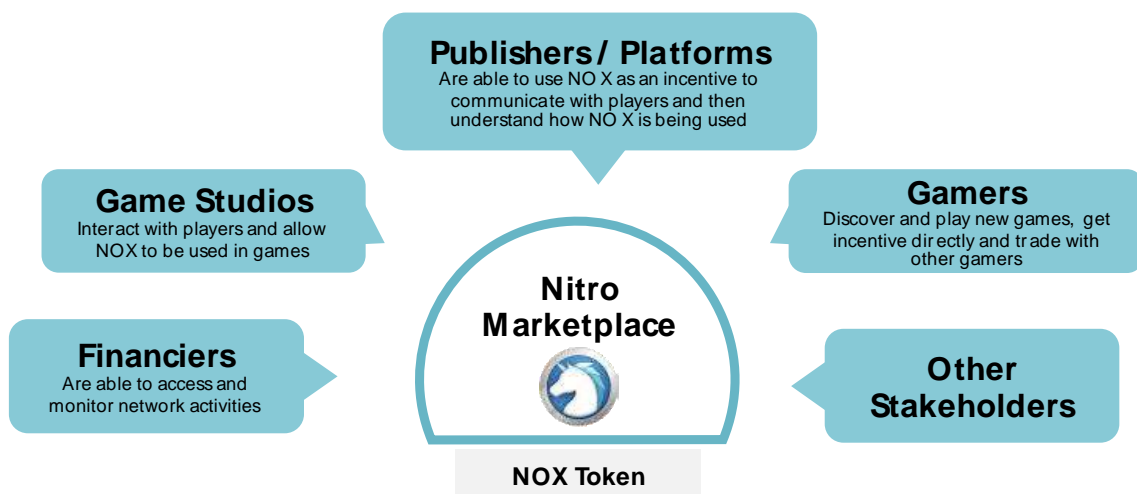 Publishers / Platforms
Are able to use NO X as an incentive to
communicate with players and then
understand how NO X is being used
Game Studios
Interact with players and allow
NOX to be used in games
Gamers
Discover and play new games, get
incentive directly and trade with
other gamers
Nitro
Marketplace
Financiers
Are able to access and
monitor network activities
Other
Stakeholders
NOX Token